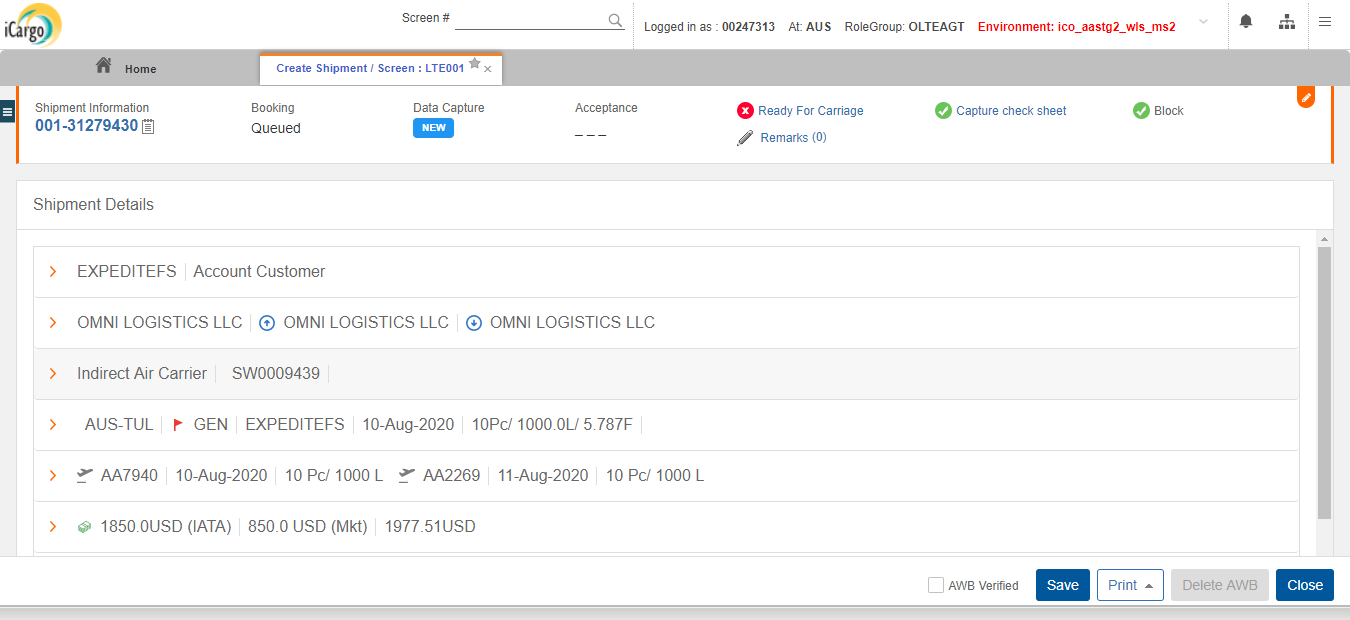 iCargo
Screen #
Logged in as : 00247313 At: AUS RoleGroup: OLTEAGT Environment: ico_aastg2_wls_ms2
Home
Create Shipment / Screen : LTE001
Shipment Information Booking Data Capture Acceptance Ready For Carriage Capture check sheet Block
001-31279430 Queued NEW _ _ _ Remarks (0)
Shipment Details
EXPEDITEFS Account Customer
OMNI LOGISTICS LLC OMNI LOGISTICS LLC OMNI LOGISTICS LLC
Indirect Air Carrier SW0009439
AUS-TUL GEN EXPEDITEFS 10-Aug-2020 10Pc/ 1000.0L/ 5.787F
AA7940 10-Aug-2020 10 Pc/ 1000 L AA2269 11-Aug-2020 10 Pc/ 1000 L
1850.0USD (IATA) 850.0 USD (Mkt) 1977.51USD
AWB Verified Save Print Delete AWB Close